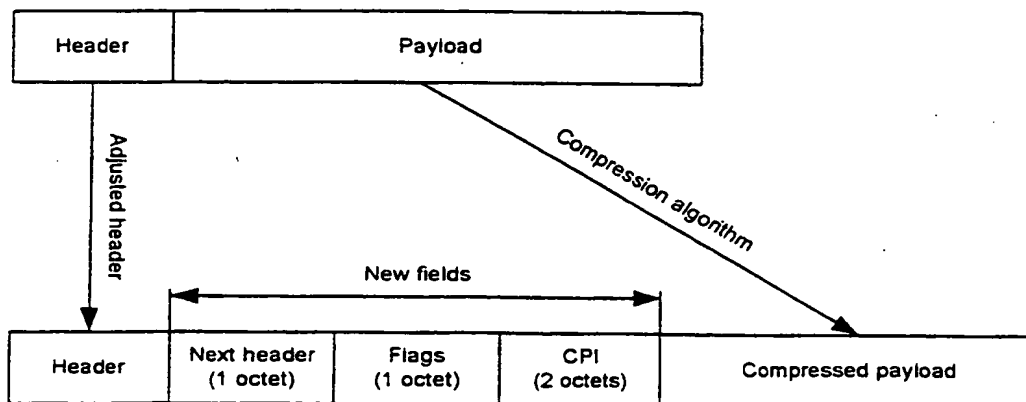 Header
Payload
Adjusted header
Compression algorithm
New fields
Header
Next header
(1 octet)
Flags
(1 octet)
CPI
(2 octets)
Compressed payload